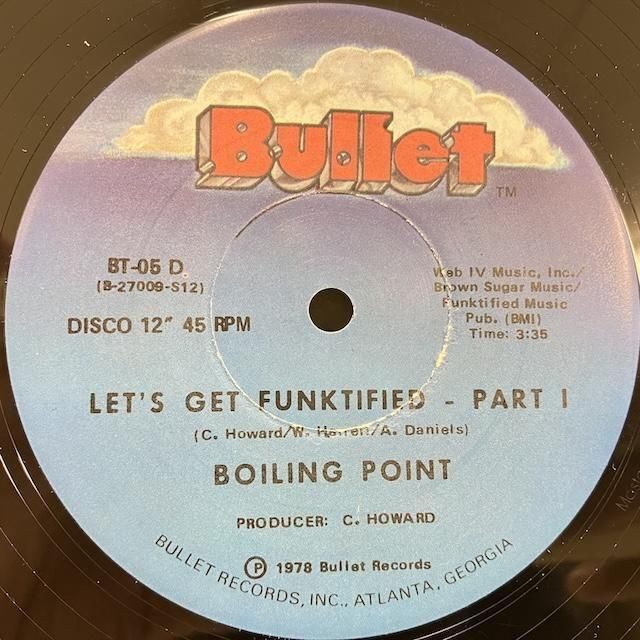 Bullet
TM
BT-05 D
(B-27009-S12)
DISCO 12" 45 RPM
Web IV Music, Inc./
Brown Sugar Music/
Funktified Music
Pub. (BMI)
Time: 3:35
LET'S GET FUNKTIFIED - PART I
(C. Howard/W. /A. Daniels)
BOILING POINT
PRODUCER: C. HOWARD
Ⓟ 1978 Bullet Records
BULLET RECORDS, INC., ATLANTA, GEORGIA